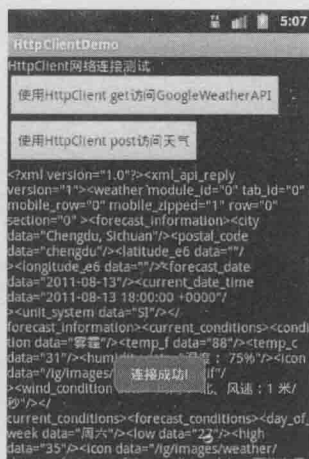 5:07
HttpClientDemo
HttpClient网络连接测试
使用HttpClient get访问GoogleWeatherAPI
使用HttpClient post访问天气
<?xml version="1.0"?><xml_api_reply
version="1"><weather module_id="0" tab_id="0"
mobile_row="0" mobile_zipped="1" row="0"
section="0" ><forecast_information><city
data="Chengdu, Sichuan"/><postal_code
data="chengdu"/><latitude_e6 data=""/
><longitude_e6 data=""/><forecast_date
data="2011-08-13"/><current_date_time
data="2011-08-13 18:00:00 +0000"/
><unit_system data="SI"/></
forecast_information><current_conditions><condi
tion data="雾霾"/><temp_f data="88"/><temp_c
data="31"/><humidity data="湿度： 75%"/><icon
data="/ig/images/ if"/
><wind_condition 北、风速：1 米/
秒"/></
连接成功!
current_conditions><forecast_conditions><day_of_
week data="周六"/><low data="23"/><high
data="35"/><icon data="/ig/images/weather/